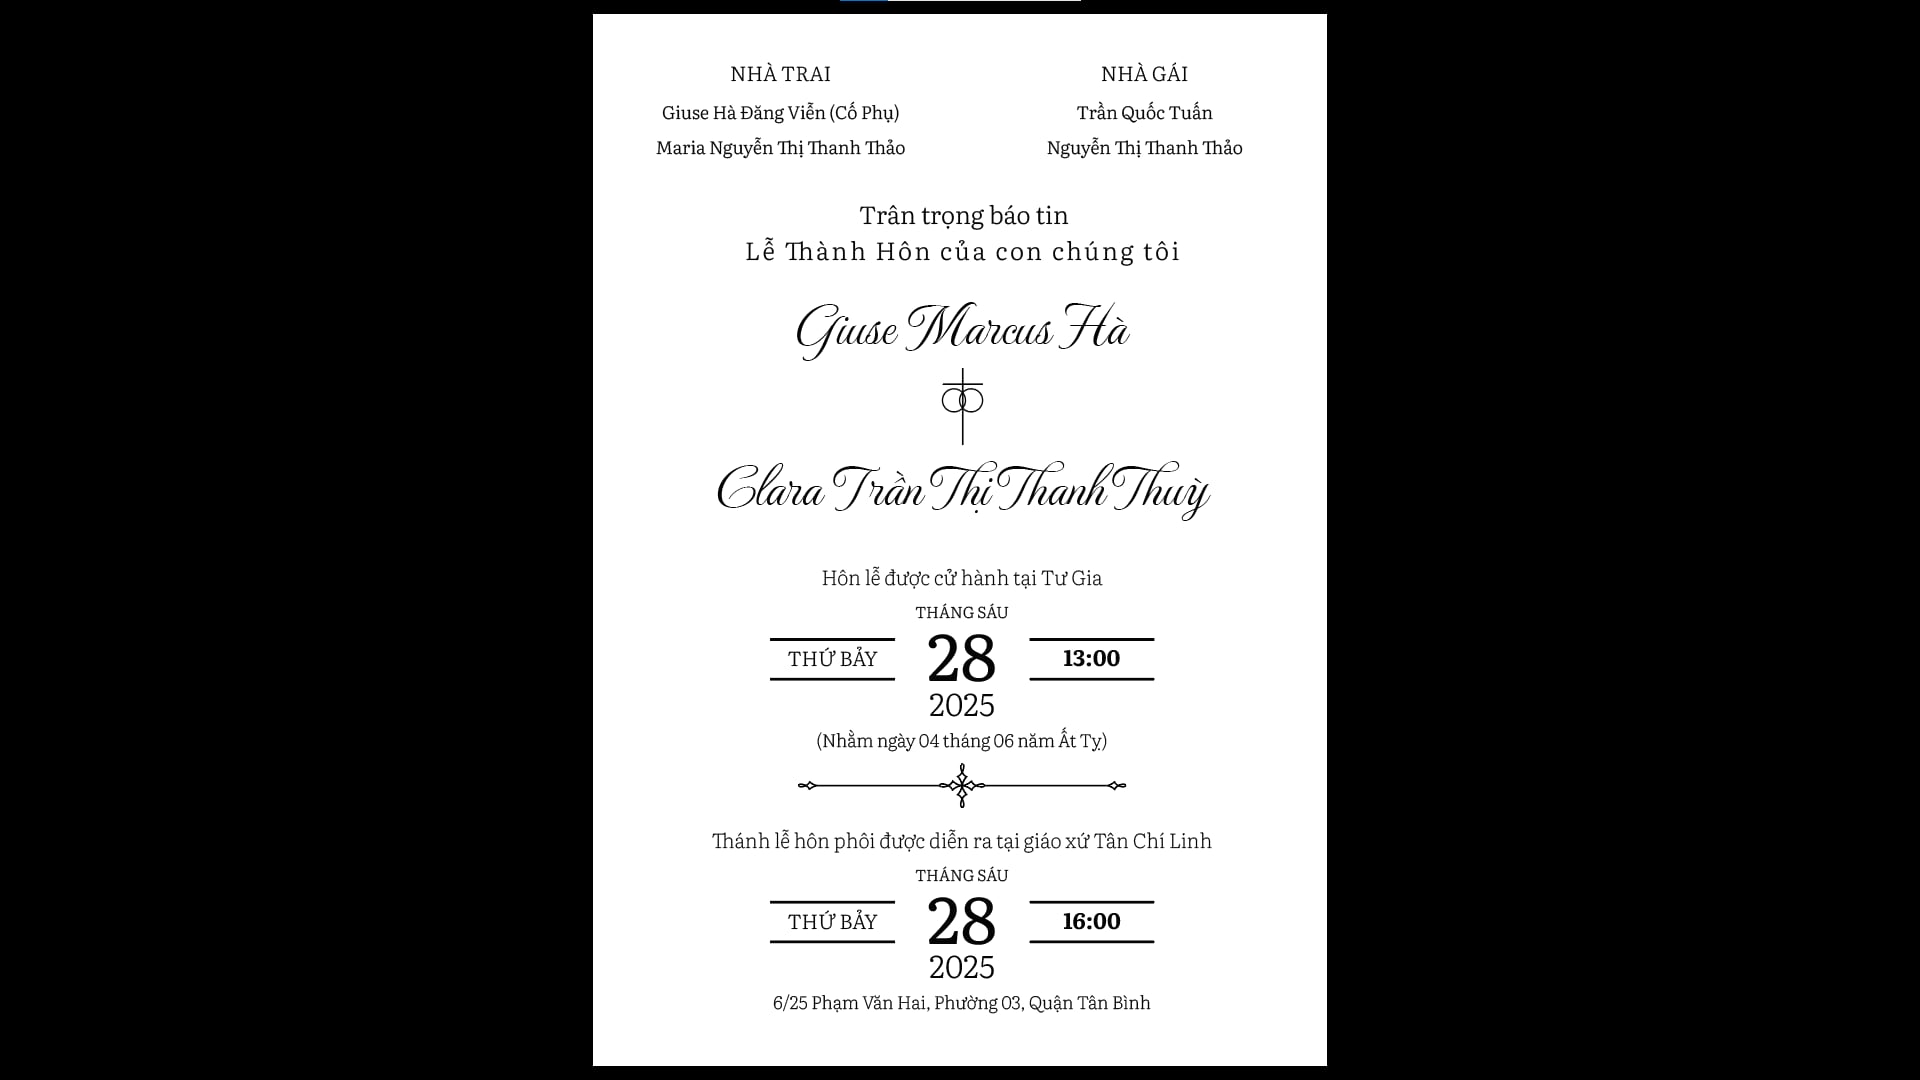 NHÀ TRAI
Giuse Hà Đăng Viễn (Cố Phụ)
Maria Nguyễn Thị Thanh Thảo
NHÀ GÁI
Trần Quốc Tuấn
Nguyễn Thị Thanh Thảo
Trân trọng báo tin
Lễ Thành Hôn của con chúng tôi
Giuse Marcus Hà
Clara Trần Thị Thanh Thuỳ
Hôn lễ được cử hành tại Tư Gia
THÁNG SÁU
THỨ BẢY 28 13:00
2025
(Nhằm ngày 04 tháng 06 năm Ất Tỵ)
Thánh lễ hôn phôi được diễn ra tại giáo xứ Tân Chí Linh
THÁNG SÁU
THỨ BẢY 28 16:00
2025
6/25 Phạm Văn Hai, Phường 03, Quận Tân Bình